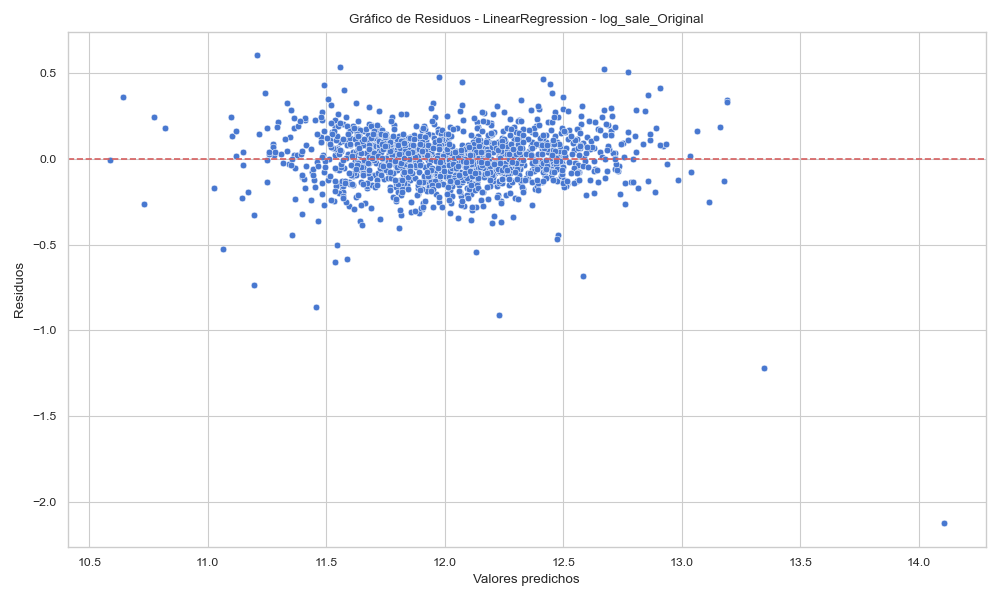 Gráfico de Residuos - LinearRegression - log_sale_Original
0.5
0.0
−0.5
−1.0
−1.5
−2.0
Residuos
10.5 11.0 11.5 12.0 12.5 13.0 13.5 14.0
Valores predichos